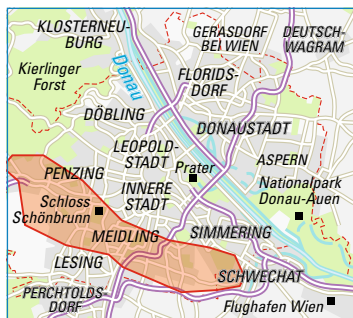 KLOSTERNEU-
BURG
GERASDORF
BEI WIEN
DEUTSCH-
WAGRAM
Kierlinger
Forst
Donau
FLORIDS-
DORF
DÖBLING
DONAUSTADT
LEOPOLD-
STADT
Prater
ASPERN
PENZING
INNERE
STADT
Nationalpark
Donau-Auen
Schloss
Schönbrunn
MEIDLING
SIMMERING
LESING
SCHWECHAT
PERCHTOLDS-
DORF
Flughafen Wien